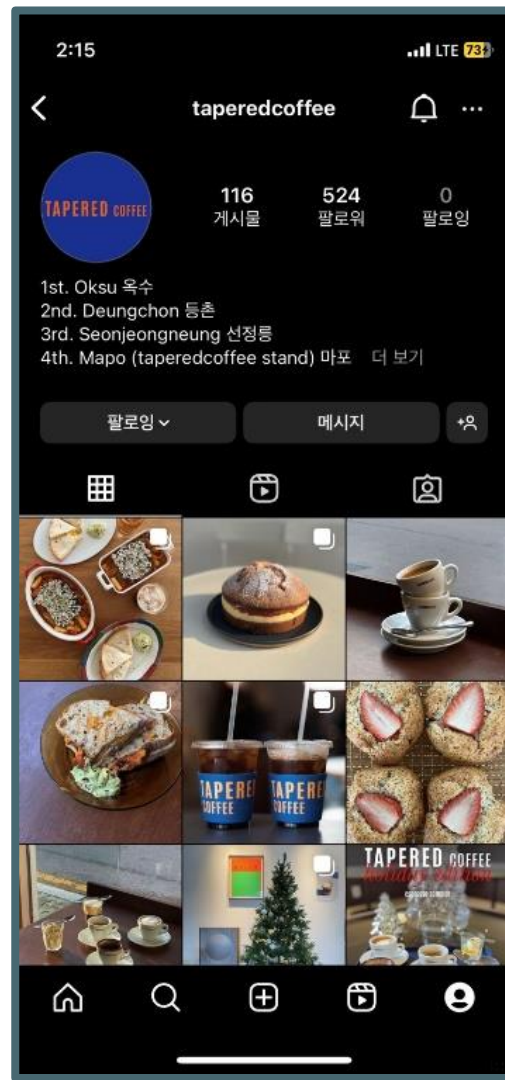 2:15
LTE 73
taperedcoffee
TAPERED COFFEE
116 524 0
게시물 팔로워 팔로잉
1st. Oksu 옥수
2nd. Deungchon 등촌
3rd. Seonjeongneung 선정릉
4th. Mapo (taperedcoffee stand) 마포 더 보기
팔로잉 메시지
TAPERE TAPERE
COFFEE COFFEE
TAPERED COFFEE